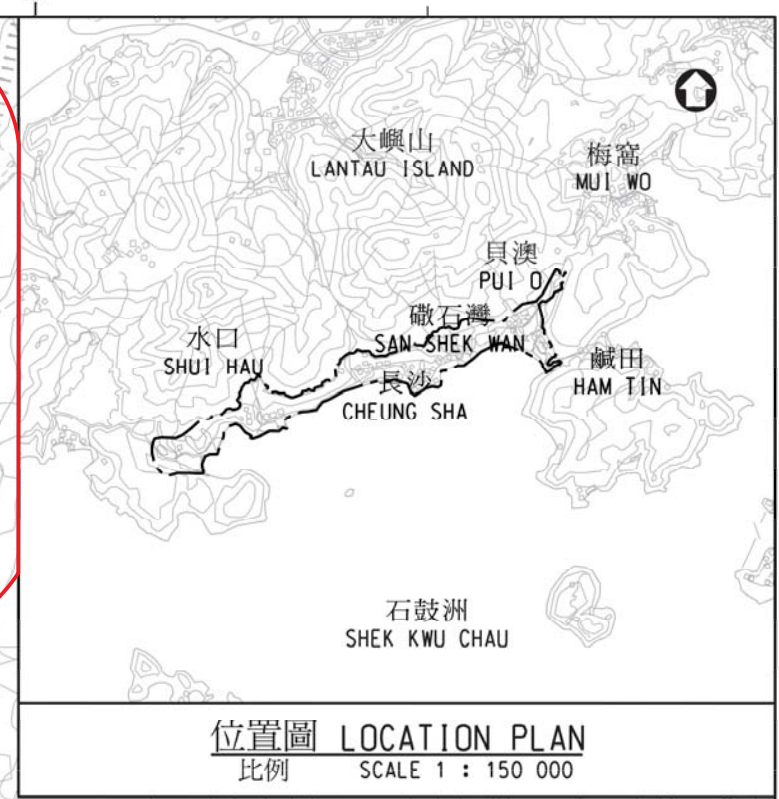 大嶼山
LANTAU ISLAND
梅窩
MUI WO
貝澳
PUI O
磡石灣
SAN SHEK WAN
水口
SHUI HAU
鹹田
HAM TIN
長沙
CHEUNG SHA
石鼓洲
SHEK KWU CHAU
位置圖 LOCATION PLAN
比例 SCALE 1 : 150 000